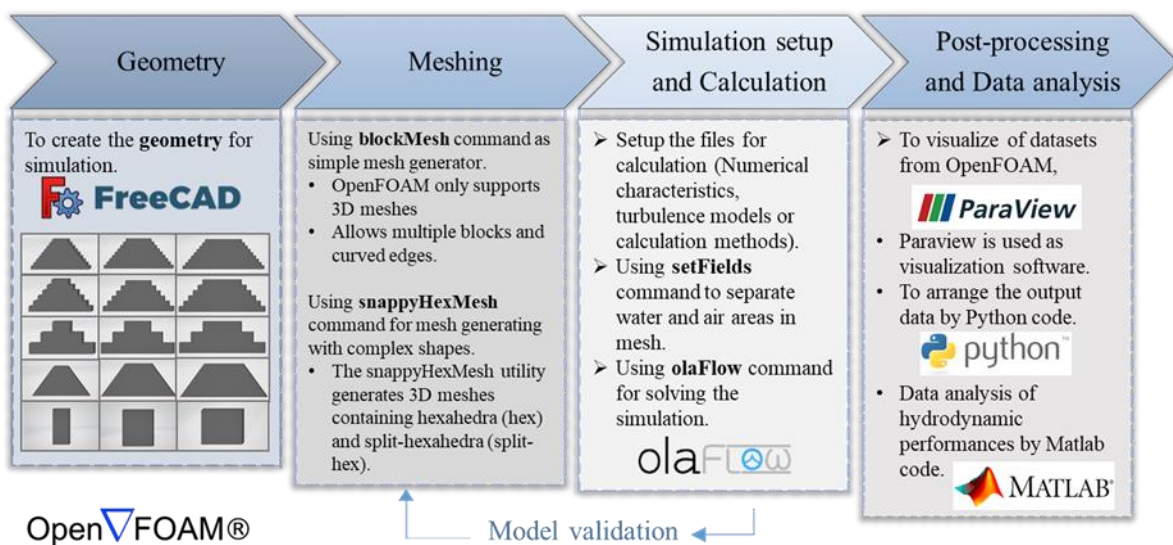 Geometry
To create the geometry for
simulation.
FreeCAD
Meshing
Using blockMesh command as
simple mesh generator.
• OpenFOAM only supports
3D meshes
• Allows multiple blocks and
curved edges.
Using snappyHexMesh
command for mesh generating
with complex shapes.
• The snappyHexMesh utility
generates 3D meshes
containing hexahedra (hex)
and split-hexahedra (split-
hex).
Simulation setup
and Calculation
➢ Setup the files for
calculation (Numerical
characteristics,
turbulence models or
calculation methods).
➢ Using setFields
command to separate
water and air areas in
mesh.
➢ Using olaFlow command
for solving the
simulation.
olaFLOW
Post-processing
and Data analysis
➢ To visualize of datasets
from OpenFOAM,
ParaView
• Paraview is used as
visualization software.
• To arrange the output
data by Python code.
python™
• Data analysis of
hydrodynamic
performances by Matlab
code.
MATLAB®
Open∇FOAM®
Model validation